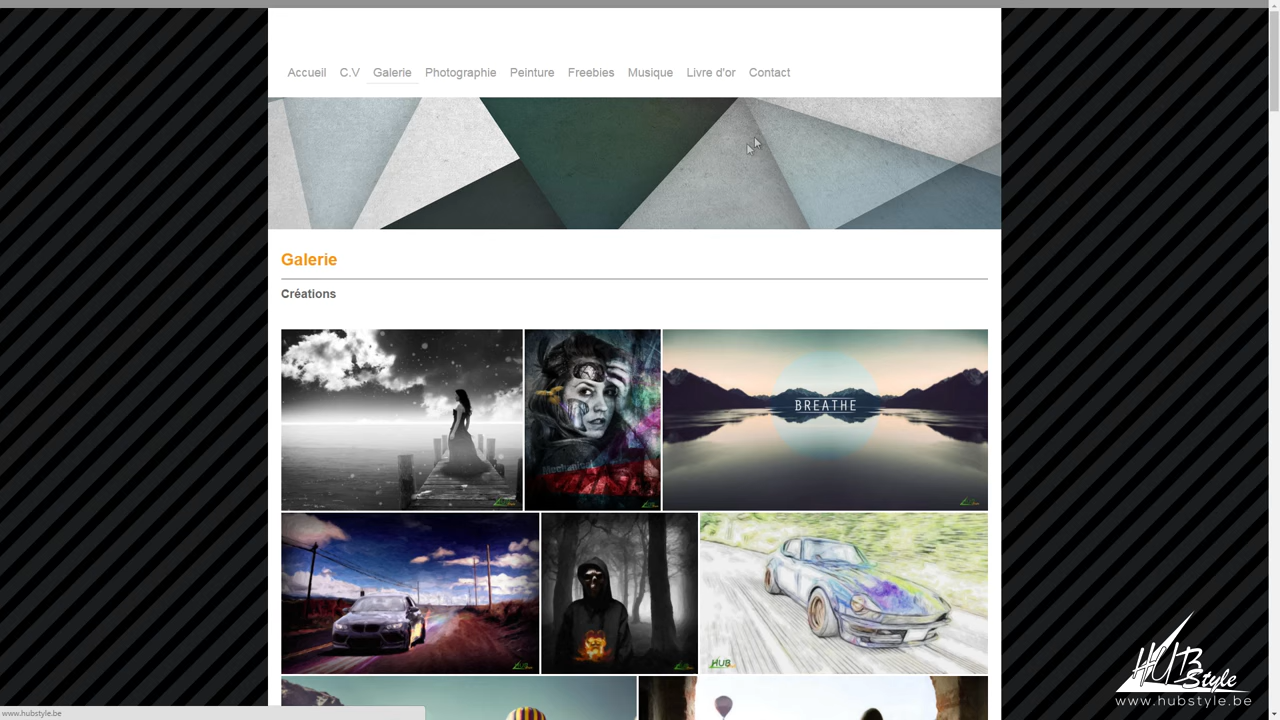 Accueil C.V Galerie Photographie Peinture Freebies Musique Livre d'or Contact
Galerie
Créations
BREATHE
Mechanical
HUB
HUB Style
www.hubstyle.be
www.hubstyle.be